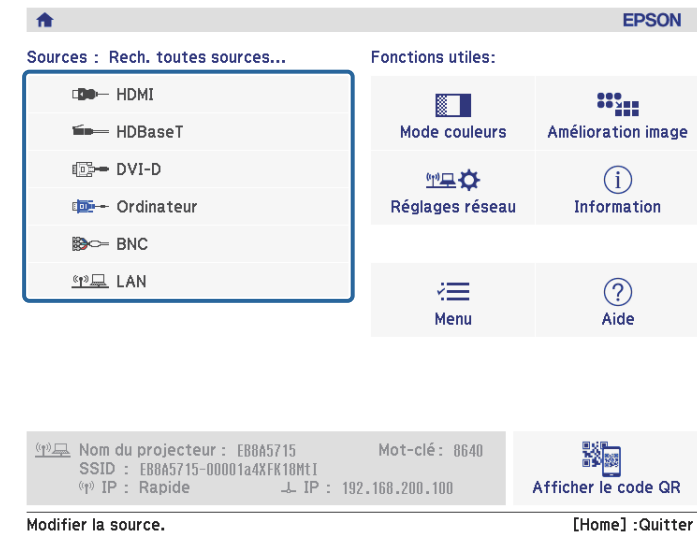 EPSON
Sources : Rech. toutes sources...
HDMI
HDBaseT
DVI-D
Ordinateur
BNC
LAN
Fonctions utiles:
Mode couleurs
Amélioration image
Réglages réseau
Information
Menu
Aide
Nom du projecteur : EB8A5715 Mot-clé : 8640
SSID : EB8A5715-00001a4XFK18MtI
IP : Rapide IP : 192.168.200.100
Afficher le code QR
Modifier la source. [Home] :Quitter